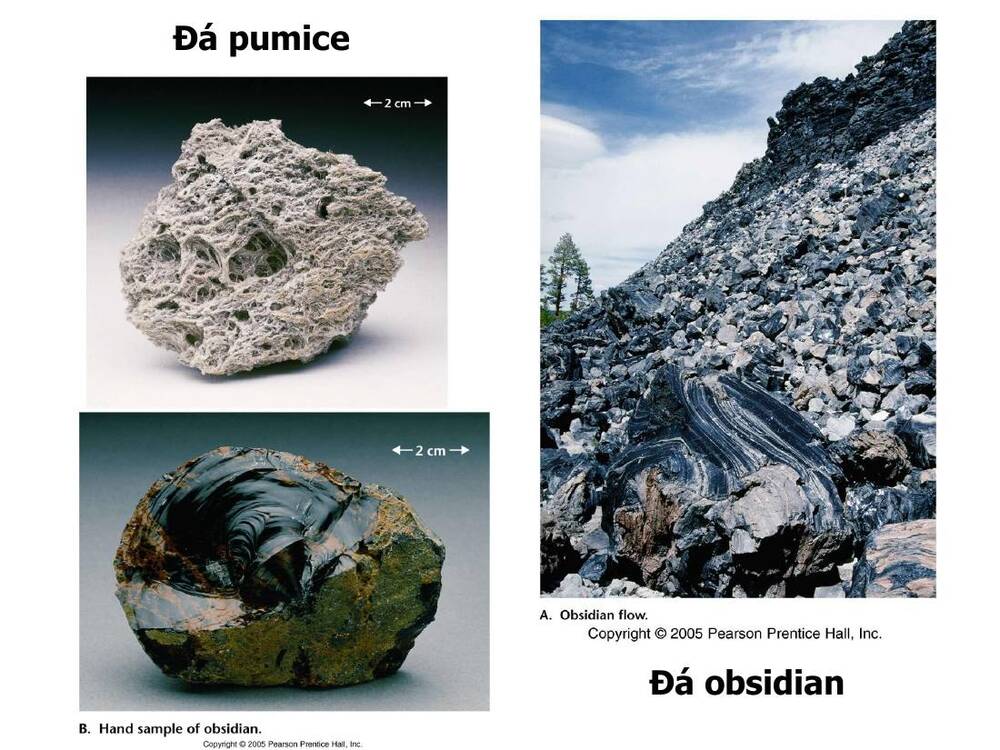 Đá pumice
2 cm
2 cm
B. Hand sample of obsidian.
Copyright © 2005 Pearson Prentice Hall, Inc.
A. Obsidian flow.
Copyright © 2005 Pearson Prentice Hall, Inc.
Đá obsidian